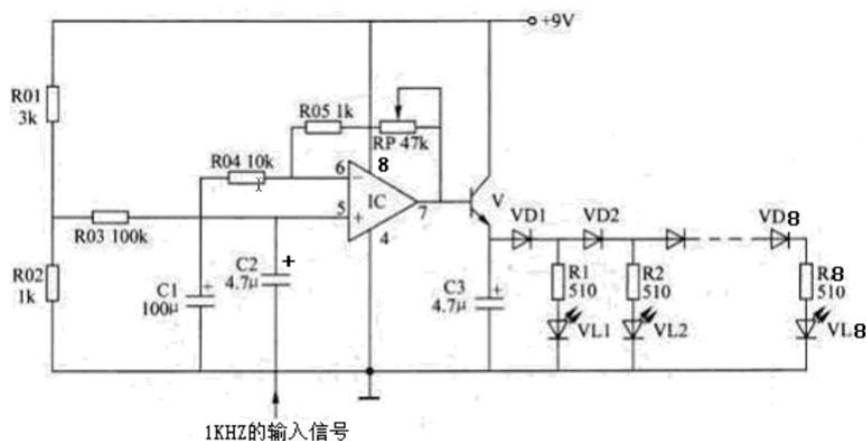 +9V
R01
3k
R05 1k
RP 47k
R04 10k
8
6
−
IC
5
+
7
4
V
R03 100k
R02
1k
C1
100μ
+
C2
4.7μ
+
C3
4.7μ
+
VD1
VD2
VD8
R1
510
R2
510
R8
510
VL1
VL2
VL8
1KHZ的输入信号